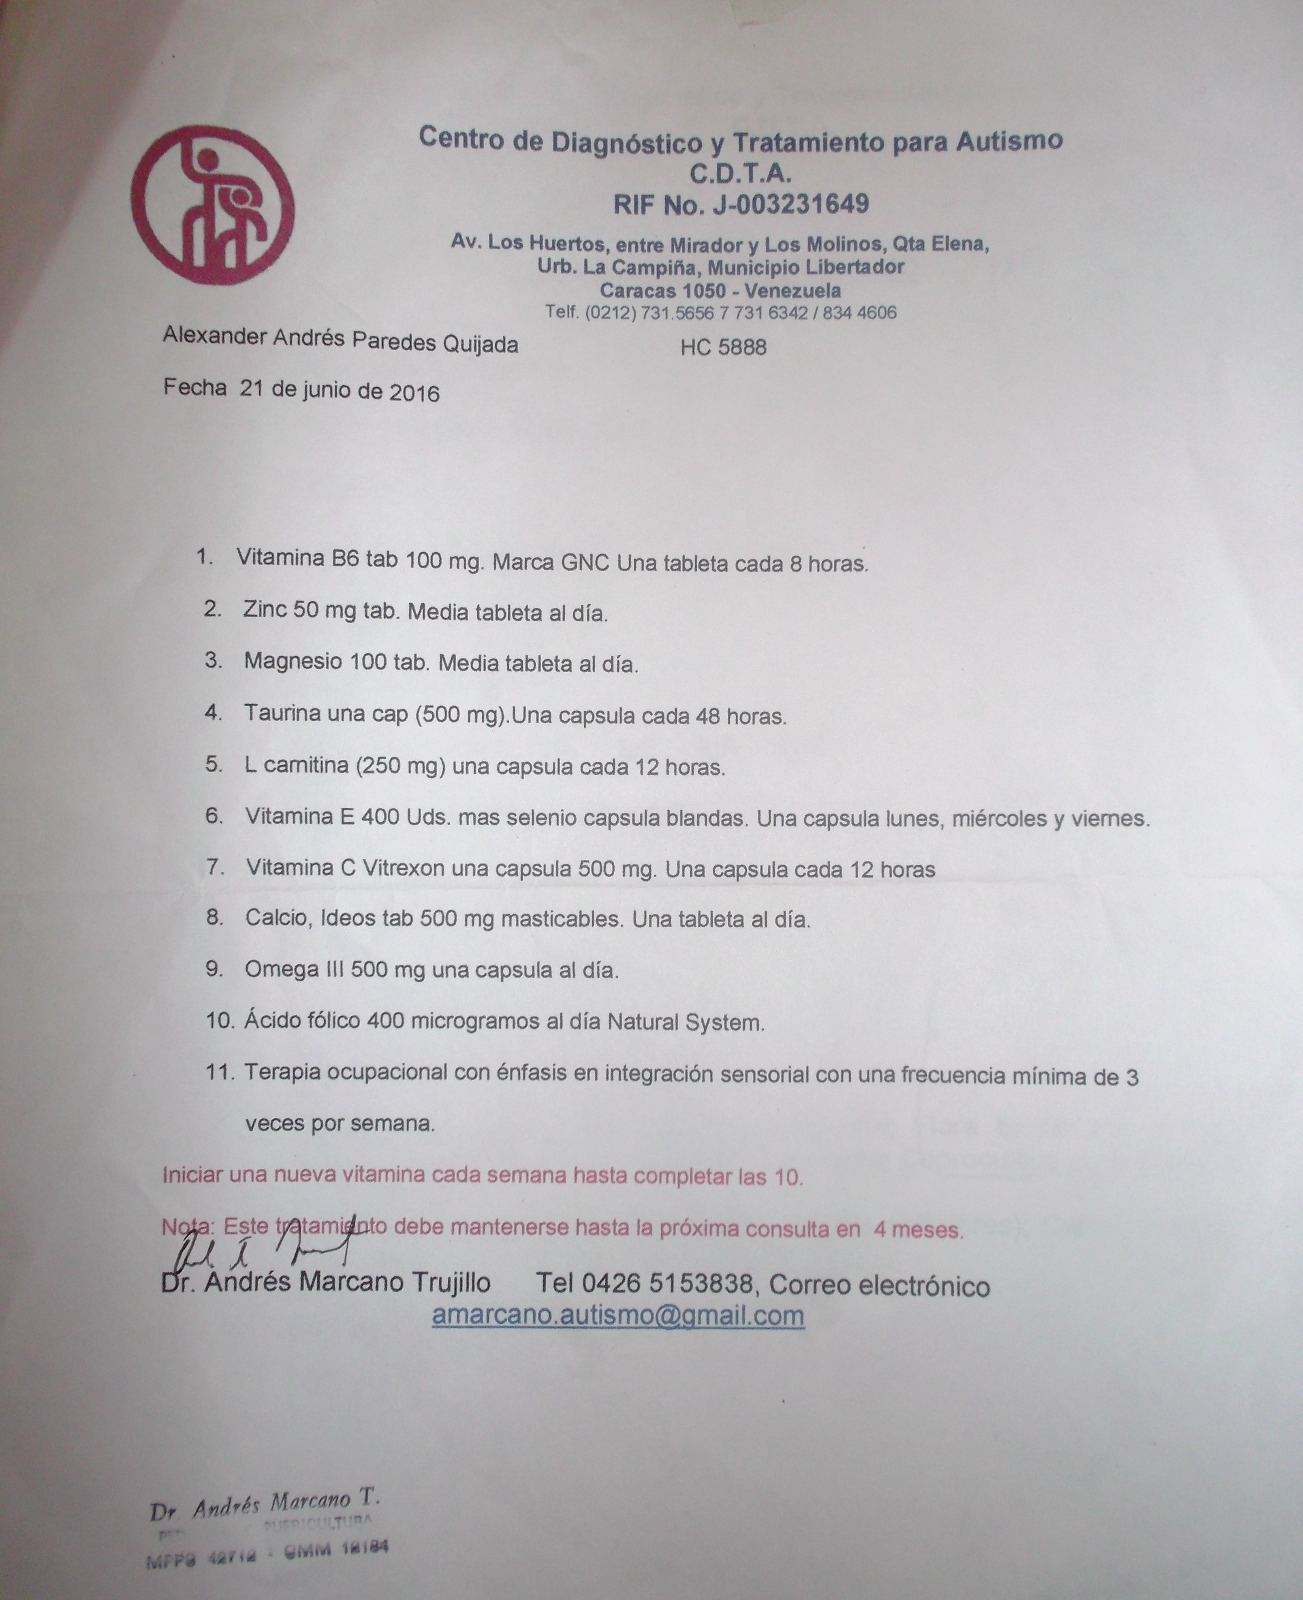 Centro de Diagnóstico y Tratamiento para Autismo
C.D.T.A.
RIF No. J-003231649
Av. Los Huertos, entre Mirador y Los Molinos, Qta Elena,
Urb. La Campiña, Municipio Libertador
Caracas 1050 - Venezuela
Telf. (0212) 731.5656 7 731 6342 / 834 4606
Alexander Andrés Paredes Quijada HC 5888
Fecha 21 de junio de 2016
1. Vitamina B6 tab 100 mg. Marca GNC Una tableta cada 8 horas.
2. Zinc 50 mg tab. Media tableta al día.
3. Magnesio 100 tab. Media tableta al día.
4. Taurina una cap (500 mg).Una capsula cada 48 horas.
5. L carnitina (250 mg) una capsula cada 12 horas.
6. Vitamina E 400 Uds. mas selenio capsula blandas. Una capsula lunes, miércoles y viernes.
7. Vitamina C Vitrexon una capsula 500 mg. Una capsula cada 12 horas
8. Calcio, Ideos tab 500 mg masticables. Una tableta al día.
9. Omega III 500 mg una capsula al día.
10. Ácido fólico 400 microgramos al día Natural System.
11. Terapia ocupacional con énfasis en integración sensorial con una frecuencia mínima de 3
veces por semana.
Iniciar una nueva vitamina cada semana hasta completar las 10.
Nota: Este tratamiento debe mantenerse hasta la próxima consulta en 4 meses.
Dr. Andrés Marcano Trujillo Tel 0426 5153838, Correo electrónico
amarcano.autismo@gmail.com
Dr Andrés Marcano T.
PUERICULTURA
MPPS 42712 - CMM 12184